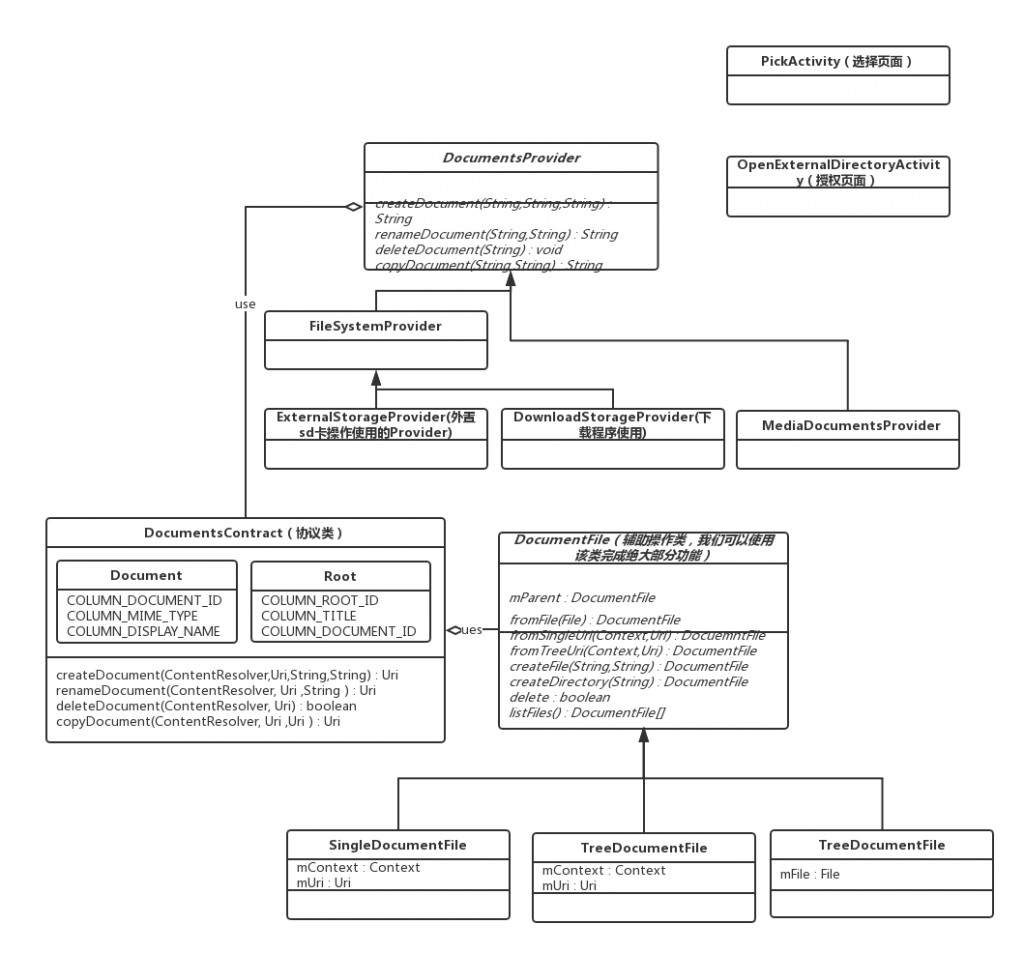 PickActivity ( 选择页面 )
DocumentsProvider
OpenExternalDirectoryActivit
y ( 授权页面 )
createDocument(String,String,String) :
String
renameDocument(String,String) : String
deleteDocument(String) : void
copyDocument(String,String) : String
use
FileSystemProvider
ExternalStorageProvider(外置
sd卡操作使用的Provider)
DownloadStorageProvider(下
载程序使用)
MediaDocumentsProvider
DocumentsContract ( 协议类 )
Document
COLUMN_DOCUMENT_ID
COLUMN_MIME_TYPE
COLUMN_DISPLAY_NAME
Root
COLUMN_ROOT_ID
COLUMN_TITLE
COLUMN_DOCUMENT_ID
createDocument(ContentResolver,Uri,String,String) : Uri
renameDocument(ContentResolver, Uri ,String ) : Uri
deleteDocument(ContentResolver, Uri) : boolean
copyDocument(ContentResolver, Uri ,Uri ) : Uri
ues
DocumentFile ( 辅助操作类 , 我们可以使用
该类完成绝大部分功能 )
mParent : DocumentFile
fromFile(File) : DocumentFile
fromSingleUri(Context,Uri) : DocuemntFile
fromTreeUri(Context,Uri) : DocumentFile
createFile(String,String) : DocumentFile
createDirectory(String) : DocumentFile
delete : boolean
listFiles() : DocumentFile[]
SingleDocumentFile
mContext : Context
mUri : Uri
TreeDocumentFile
mContext : Context
mUri : Uri
TreeDocumentFile
mFile : File